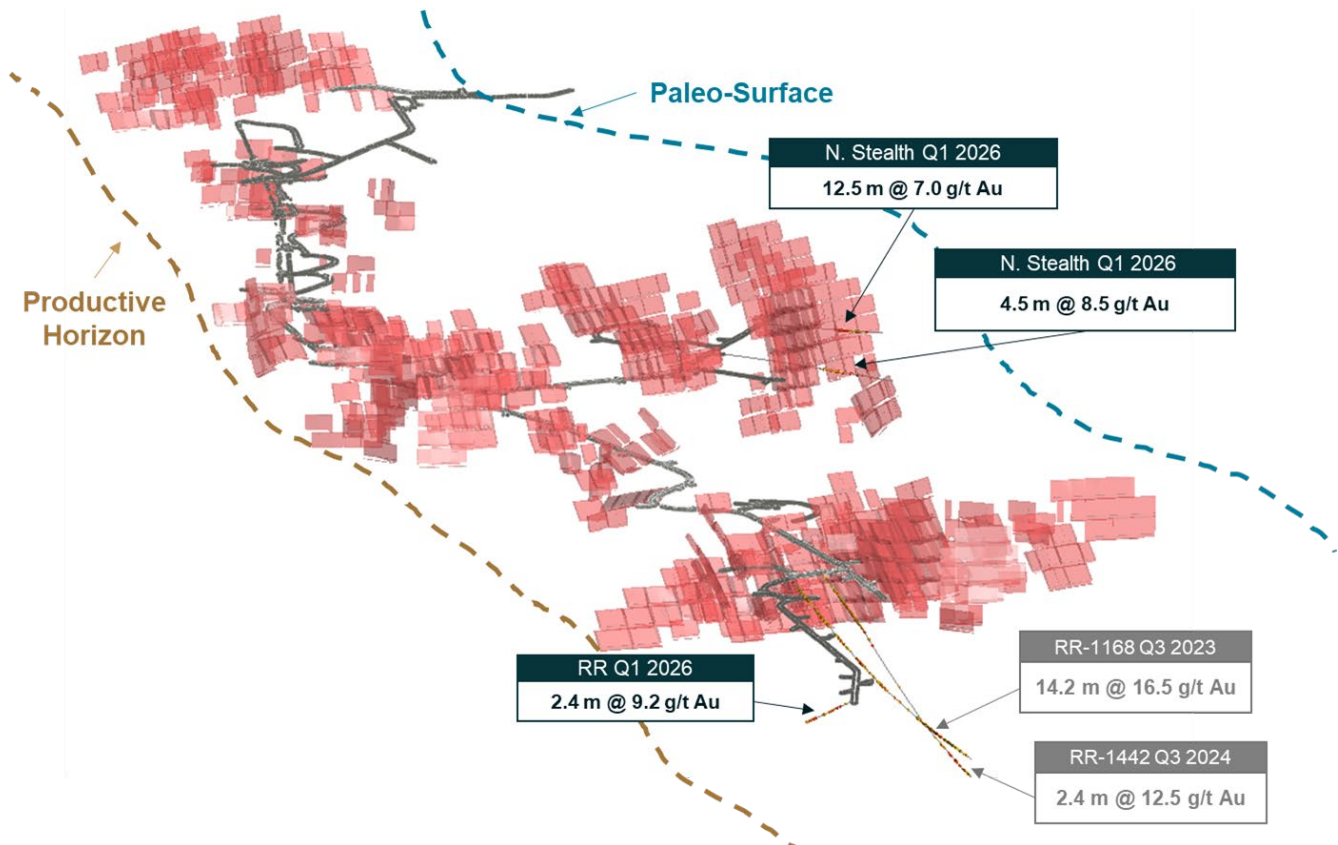 Paleo-Surface
N. Stealth Q1 2026
12.5 m @ 7.0 g/t Au
N. Stealth Q1 2026
4.5 m @ 8.5 g/t Au
Productive
Horizon
RR Q1 2026
2.4 m @ 9.2 g/t Au
RR-1168 Q3 2023
14.2 m @ 16.5 g/t Au
RR-1442 Q3 2024
2.4 m @ 12.5 g/t Au